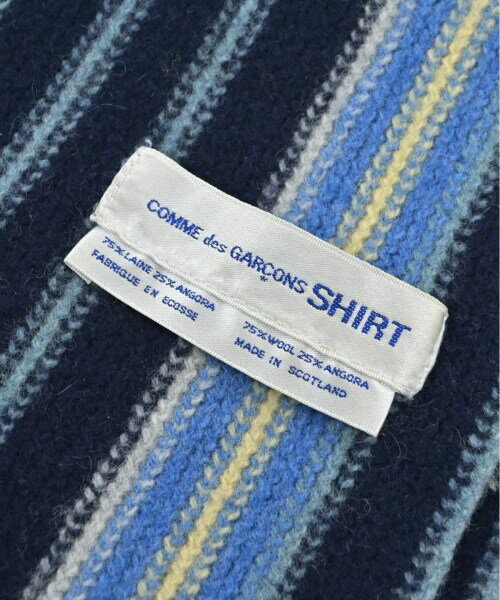 COMME des GARÇONS SHIRT
75% LAINE 25% ANGORA
FABRIQUE EN ECOSSE
75% WOOL 25% ANGORA
MADE IN SCOTLAND